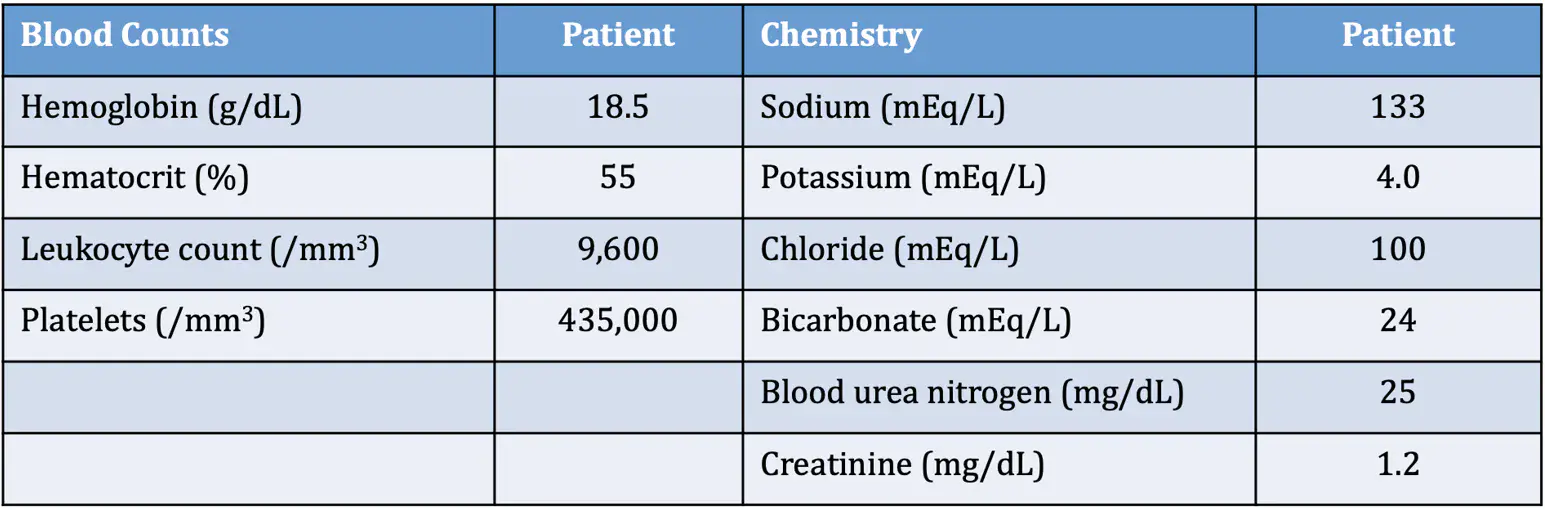 Blood Counts Patient Chemistry Patient
Hemoglobin (g/dL) 18.5 Sodium (mEq/L) 133
Hematocrit (%) 55 Potassium (mEq/L) 4.0
Leukocyte count (/mm³) 9,600 Chloride (mEq/L) 100
Platelets (/mm³) 435,000 Bicarbonate (mEq/L) 24
Blood urea nitrogen (mg/dL) 25
Creatinine (mg/dL) 1.2